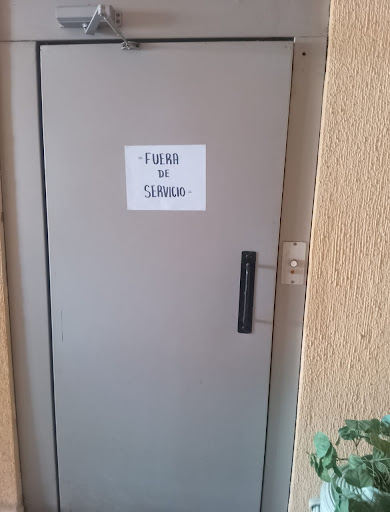 - FUERA
DE
SERVICIO -